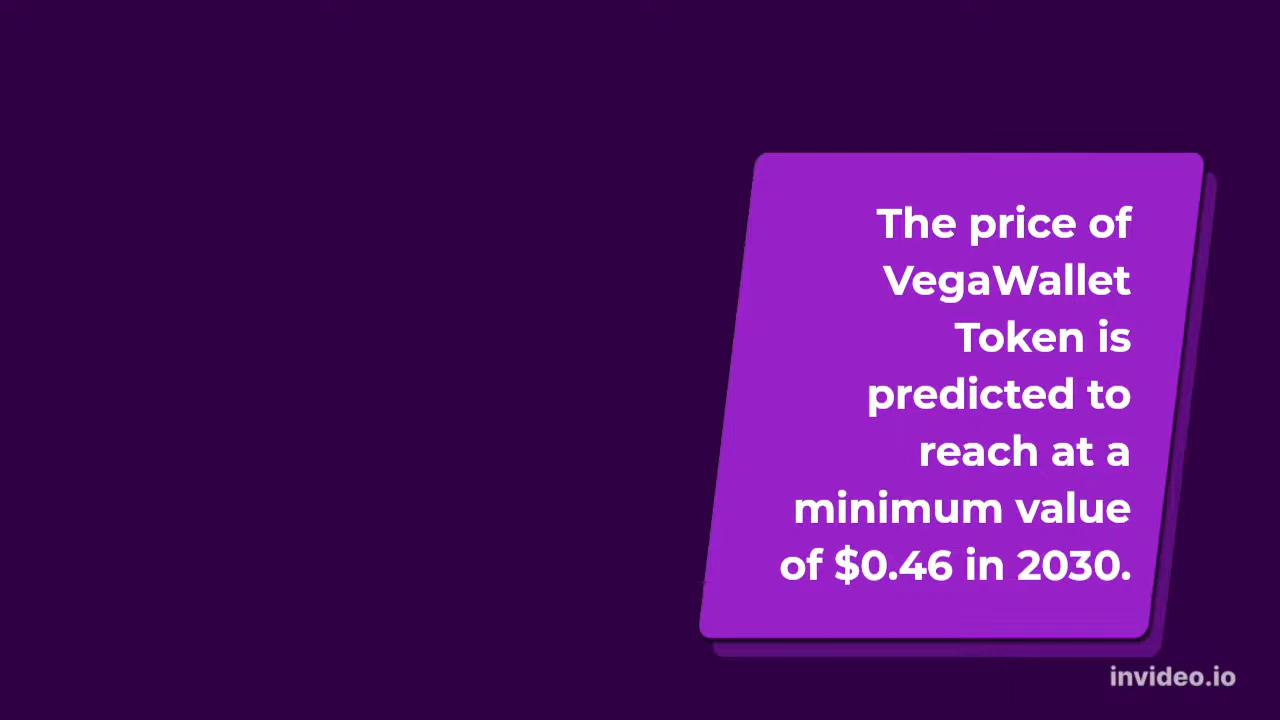 The price of
VegaWallet
Token is
predicted to
reach at a
minimum value
of $0.46 in 2030.
invideo.io